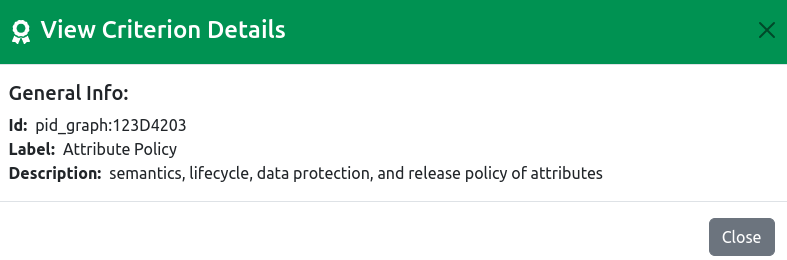 View Criterion Details
General Info:
Id: pid_graph:123D4203
Label: Attribute Policy
Description: semantics, lifecycle, data protection, and release policy of attributes
Close